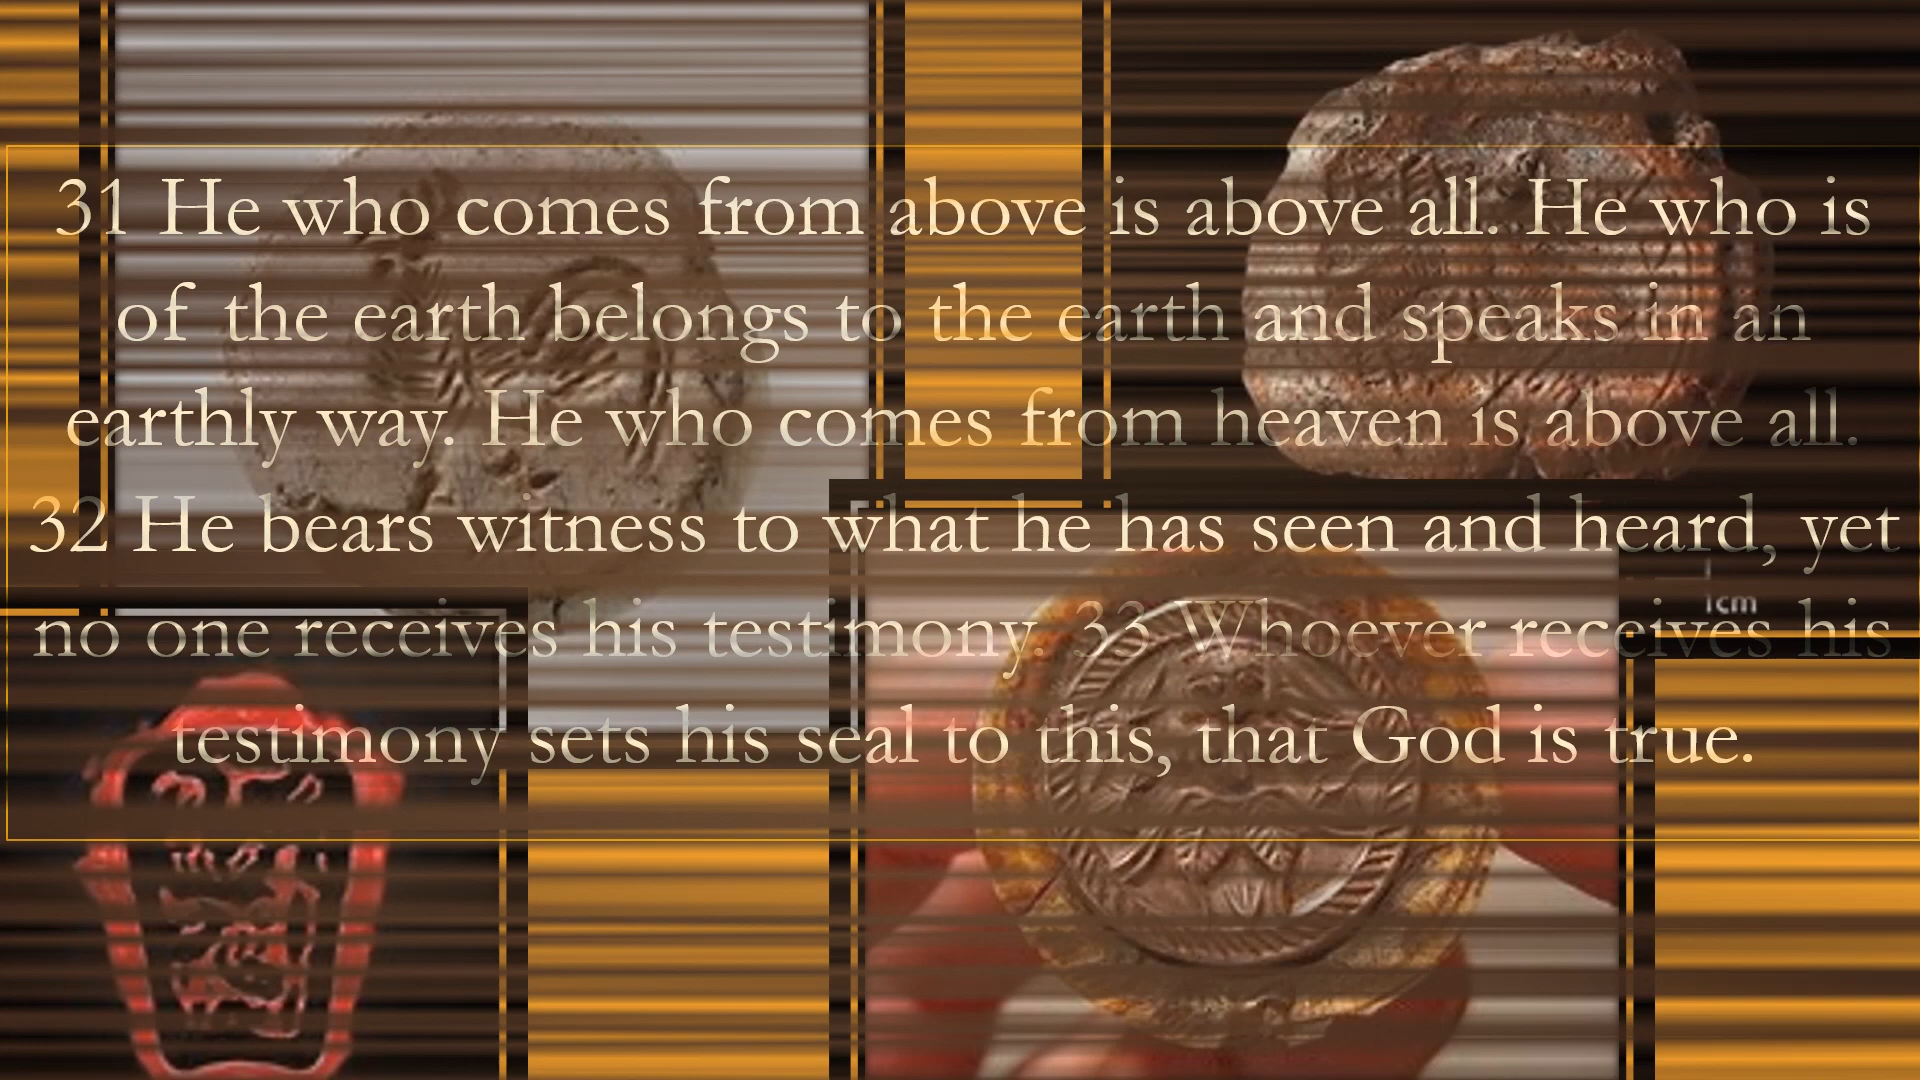 31 He who comes from above is above all. He who is
of the earth belongs to the earth and speaks in an
earthly way. He who comes from heaven is above all.
32 He bears witness to what he has seen and heard, yet
no one receives his testimony. 33 Whoever receives his
testimony sets his seal to this, that God is true.
1cm